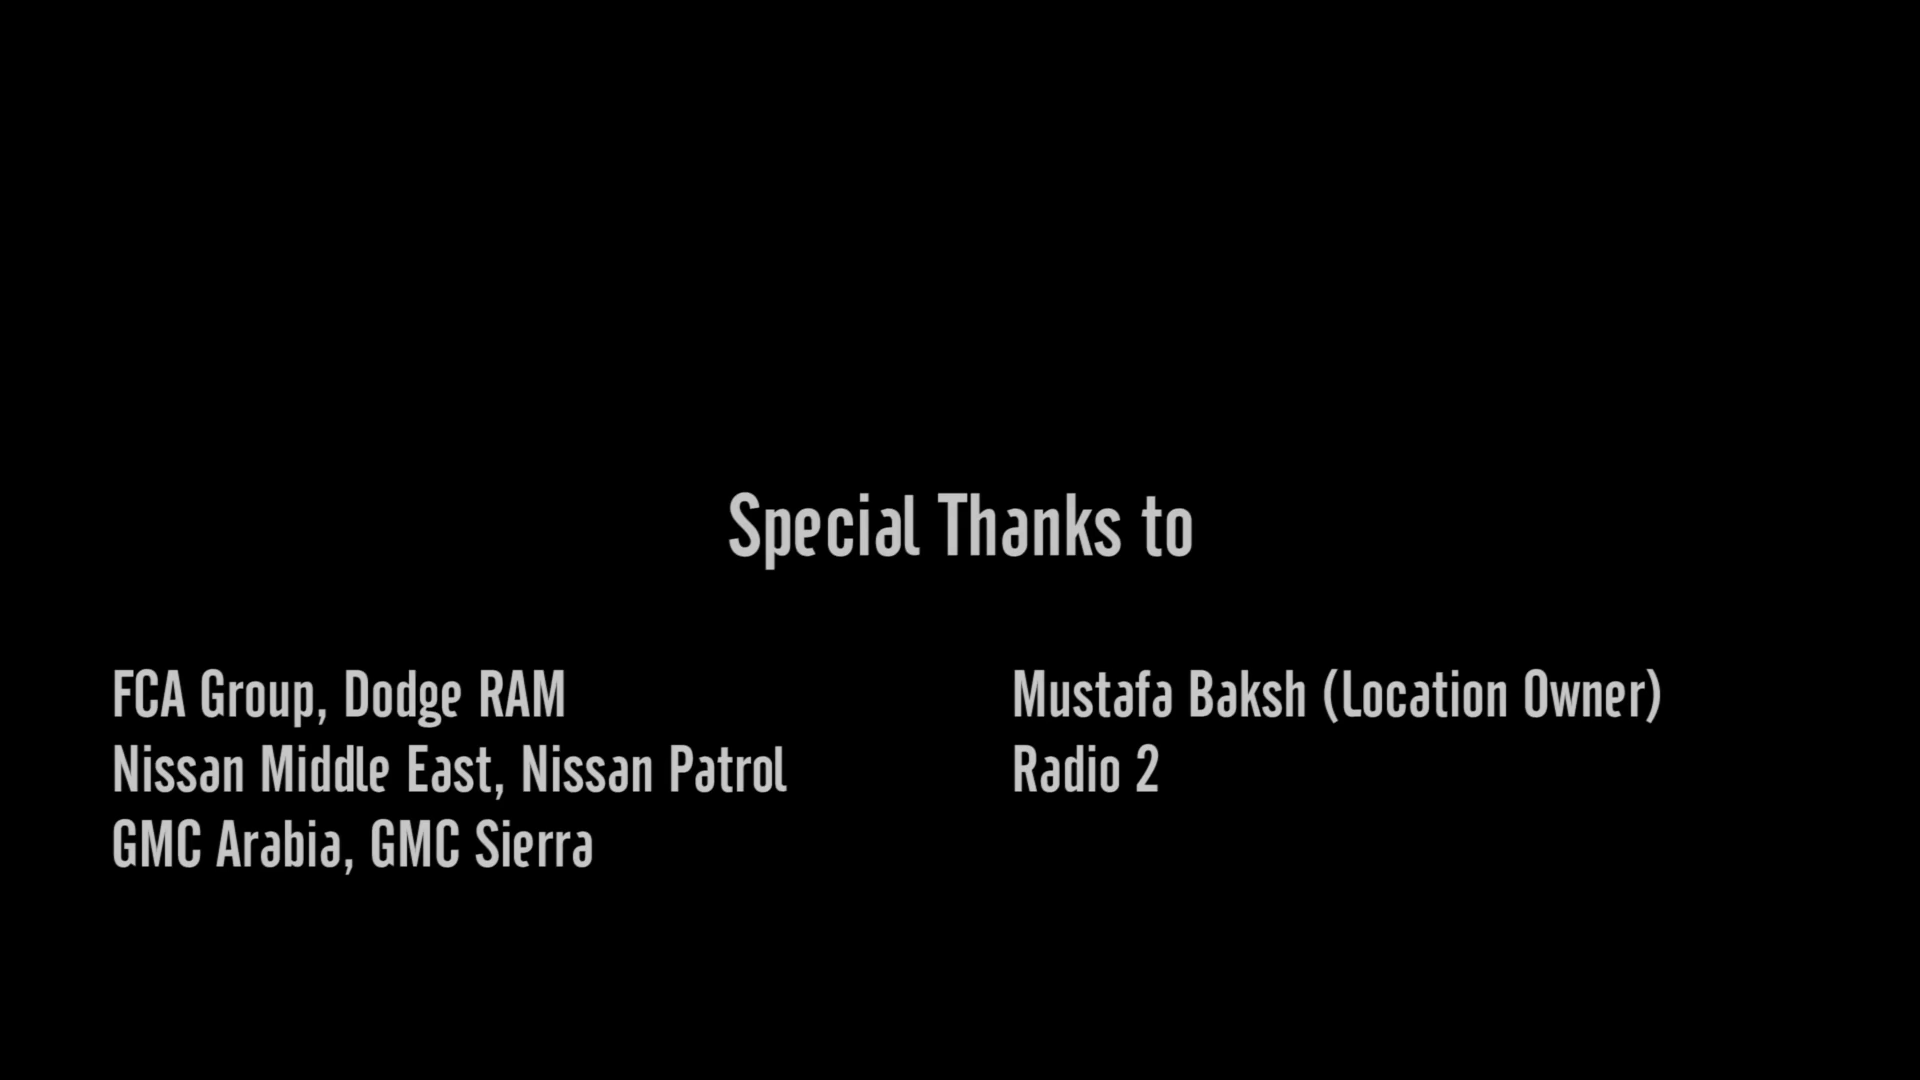 Special Thanks to
FCA Group, Dodge RAM
Nissan Middle East, Nissan Patrol
GMC Arabia, GMC Sierra
Mustafa Baksh (Location Owner)
Radio 2